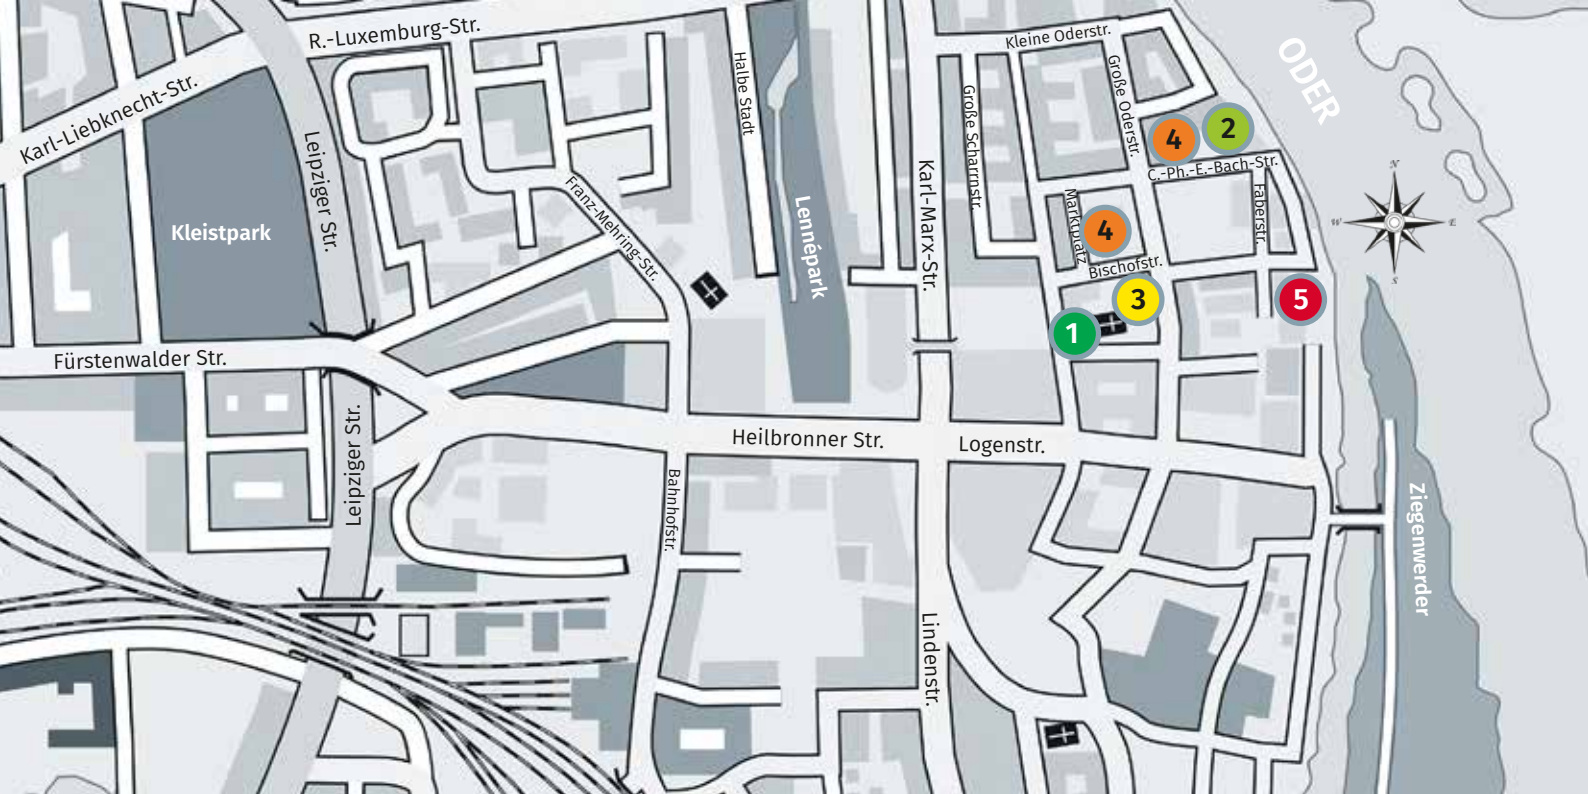 R.-Luxemburg-Str.
Karl-Liebknecht-Str.
Leipziger Str.
Kleistpark
Fürstenwalder Str.
Leipziger Str.
Franz-Mehring-Str.
Halbe Stadt
Lennépark
Karl-Marx-Str.
Große Scharrnstr.
Kleine Oderstr.
Große Oderstr.
ODER
4
2
C.-Ph.-E.-Bach-Str.
Faberstr.
Marktplatz
4
Bischofstr.
3
5
1
N
W
E
S
Heilbronner Str.
Logenstr.
Bahnhofstr.
Lindenstr.
Ziegenwerder